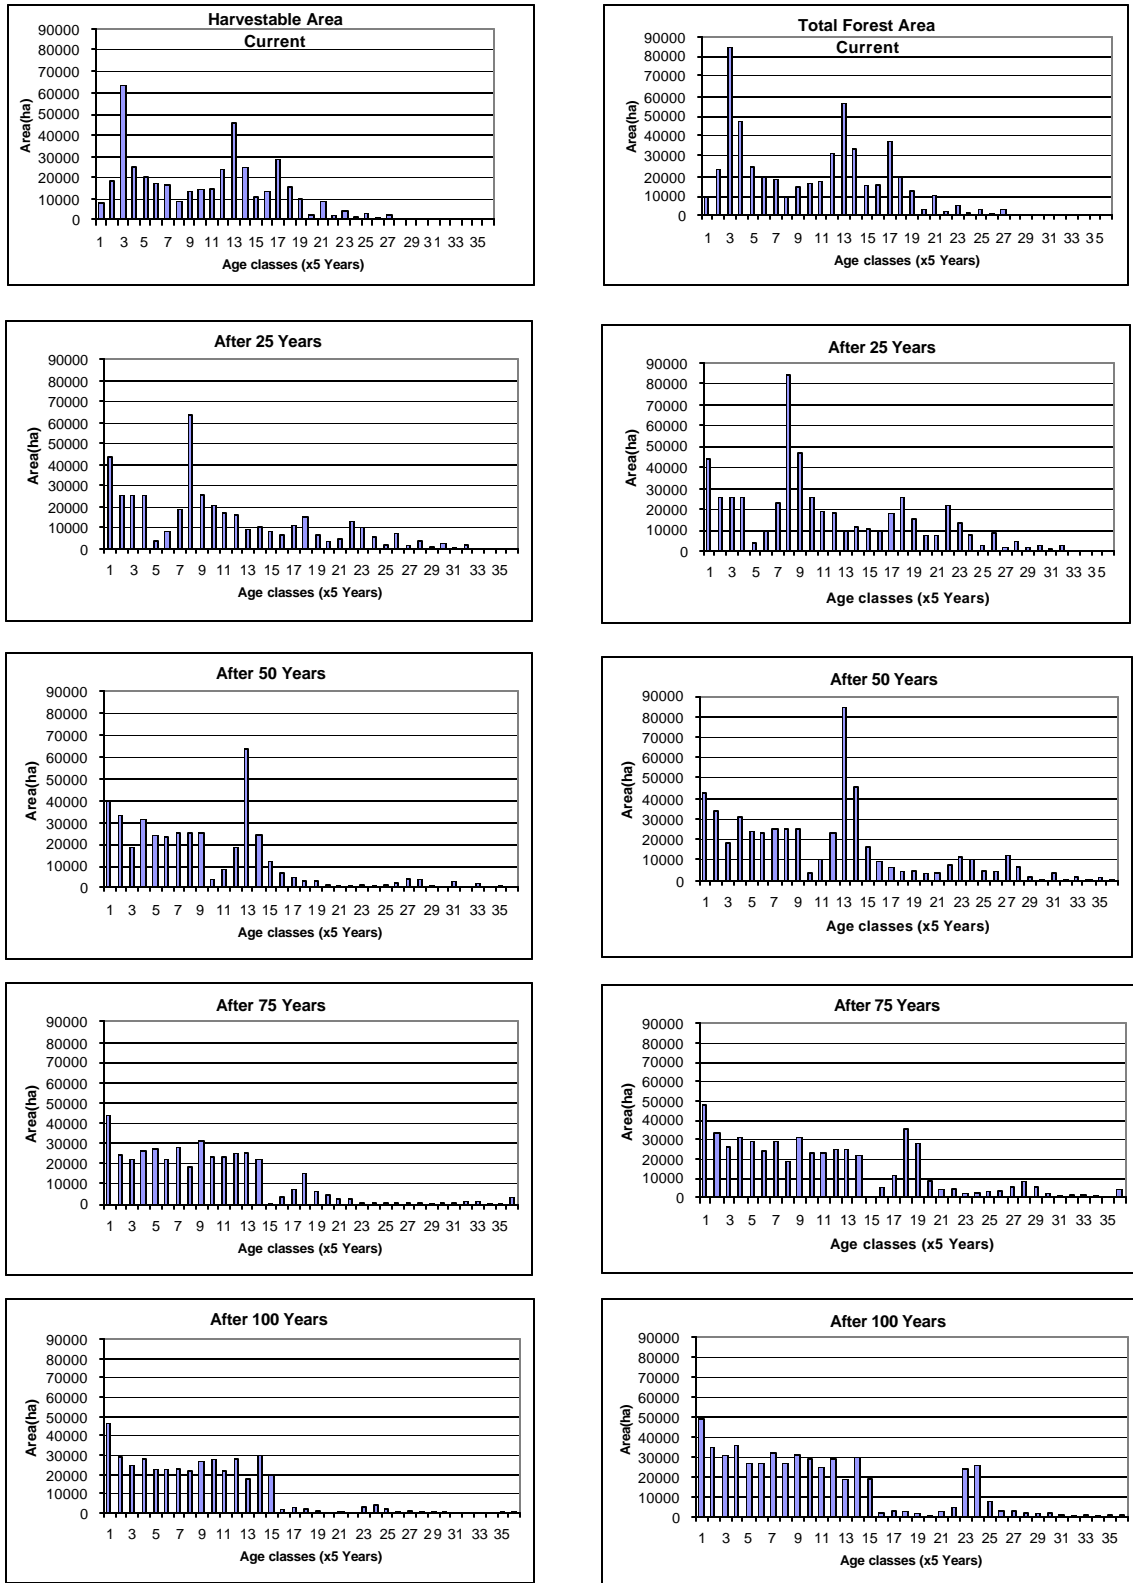 Harvestable Area
Current
90000
80000
70000
60000
50000
40000
30000
20000
10000
0
Area(ha)
1 3 5 7 9 11 13 15 17 19 21 23 25 27 29 31 33 35
Age classes (x5 Years)
Total Forest Area
Current
90000
80000
70000
60000
50000
40000
30000
20000
10000
0
Area(ha)
1 3 5 7 9 11 13 15 17 19 21 23 25 27 29 31 33 35
Age classes (x5 Years)
After 25 Years
90000
80000
70000
60000
50000
40000
30000
20000
10000
0
Area(ha)
1 3 5 7 9 11 13 15 17 19 21 23 25 27 29 31 33 35
Age classes (x5 Years)
After 25 Years
90000
80000
70000
60000
50000
40000
30000
20000
10000
0
Area(ha)
1 3 5 7 9 11 13 15 17 19 21 23 25 27 29 31 33 35
Age classes (x5 Years)
After 50 Years
90000
80000
70000
60000
50000
40000
30000
20000
10000
0
Area(ha)
1 3 5 7 9 11 13 15 17 19 21 23 25 27 29 31 33 35
Age classes (x5 Years)
After 50 Years
90000
80000
70000
60000
50000
40000
30000
20000
10000
0
Area(ha)
1 3 5 7 9 11 13 15 17 19 21 23 25 27 29 31 33 35
Age classes (x5 Years)
After 75 Years
90000
80000
70000
60000
50000
40000
30000
20000
10000
0
Area(ha)
1 3 5 7 9 11 13 15 17 19 21 23 25 27 29 31 33 35
Age classes (x5 Years)
After 75 Years
90000
80000
70000
60000
50000
40000
30000
20000
10000
0
Area(ha)
1 3 5 7 9 11 13 15 17 19 21 23 25 27 29 31 33 35
Age classes (x5 Years)
After 100 Years
90000
80000
70000
60000
50000
40000
30000
20000
10000
0
Area(ha)
1 3 5 7 9 11 13 15 17 19 21 23 25 27 29 31 33 35
Age classes (x5 Years)
After 100 Years
90000
80000
70000
60000
50000
40000
30000
20000
10000
0
Area(ha)
1 3 5 7 9 11 13 15 17 19 21 23 25 27 29 31 33 35
Age classes (x5 Years)